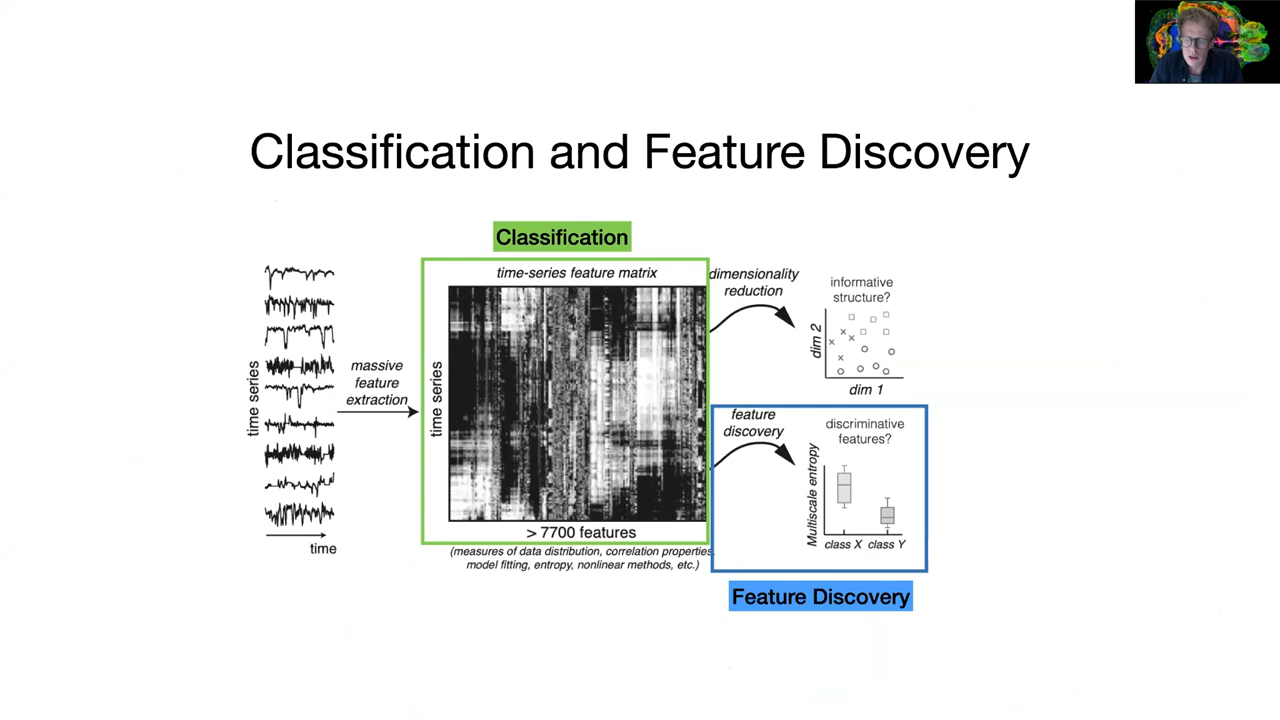 Classification and Feature Discovery
Classification
time series
time
massive
feature
extraction
time-series feature matrix
time series
> 7700 features
(measures of data distribution, correlation properties,
model fitting, entropy, nonlinear methods, etc.)
dimensionality
reduction
informative
structure?
dim 2
dim 1
feature
discovery
discriminative
features?
Multiscale entropy
class X class Y
Feature Discovery